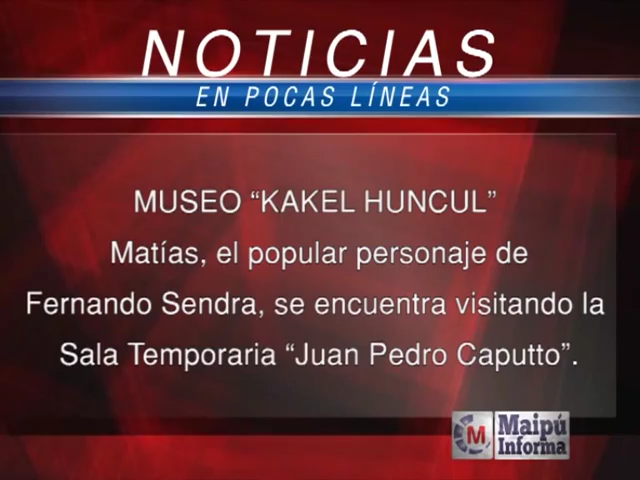 NOTICIAS
EN POCAS LÍNEAS
MUSEO “KAKEL HUNCUL”
Matías, el popular personaje de
Fernando Sendra, se encuentra visitando la
Sala Temporaria “Juan Pedro Caputto”.
M
Maipú
Informa